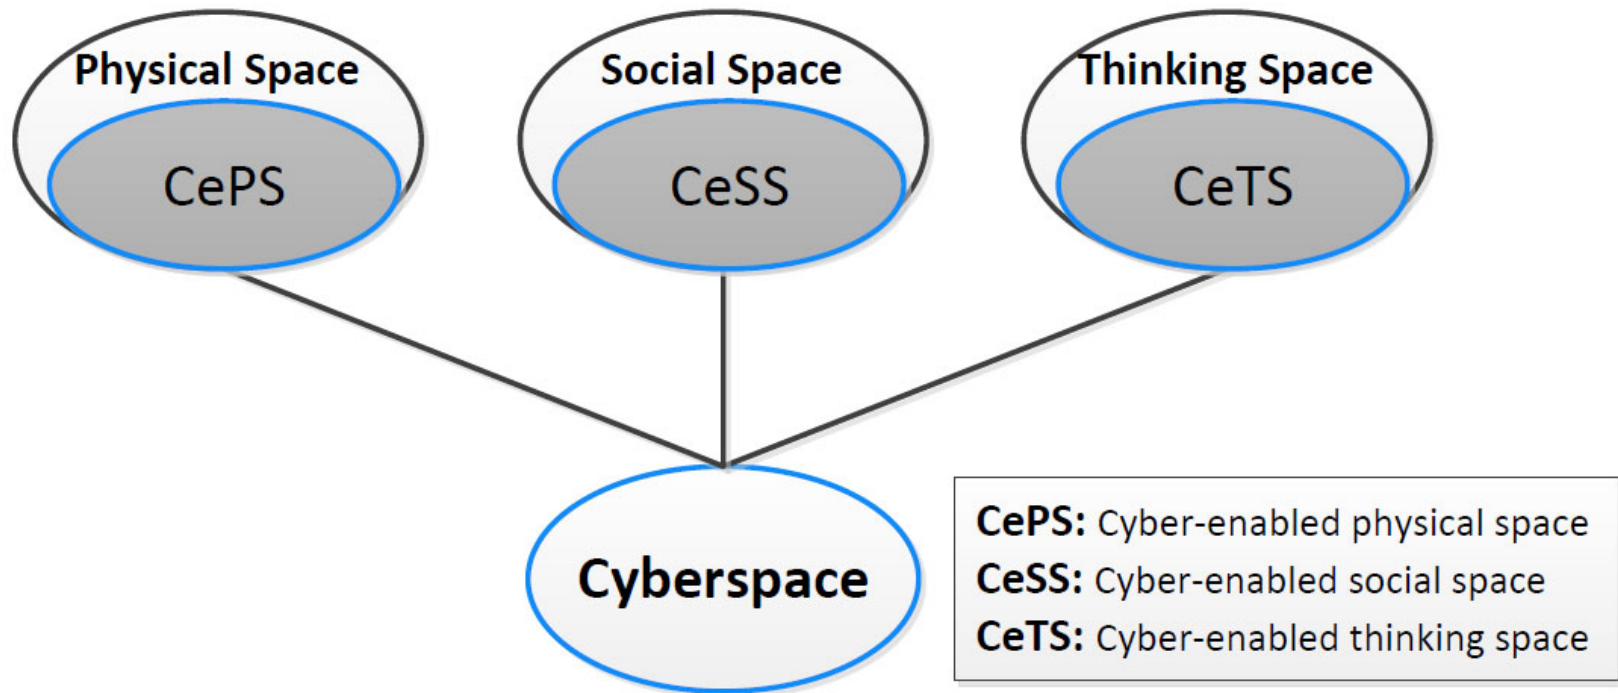 Physical Space
Social Space
Thinking Space
CePS
CeSS
CeTS
Cyberspace
CePS: Cyber-enabled physical space
CeSS: Cyber-enabled social space
CeTS: Cyber-enabled thinking space